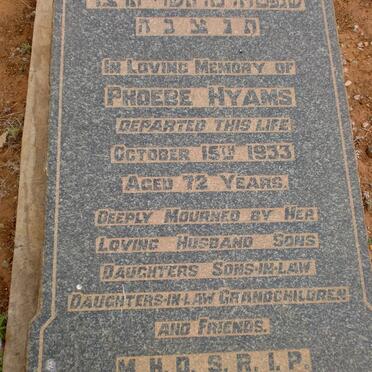 ת נ צ ב ה
IN LOVING MEMORY OF
PHOEBE HYAMS
DEPARTED THIS LIFE
OCTOBER 15TH 1933
AGED 72 YEARS.
DEEPLY MOURNED BY HER
LOVING HUSBAND SONS
DAUGHTERS SONS-IN-LAW
DAUGHTERS-IN-LAW GRANDCHILDREN
AND FRIENDS.
M.H.D.S.R.I.P.